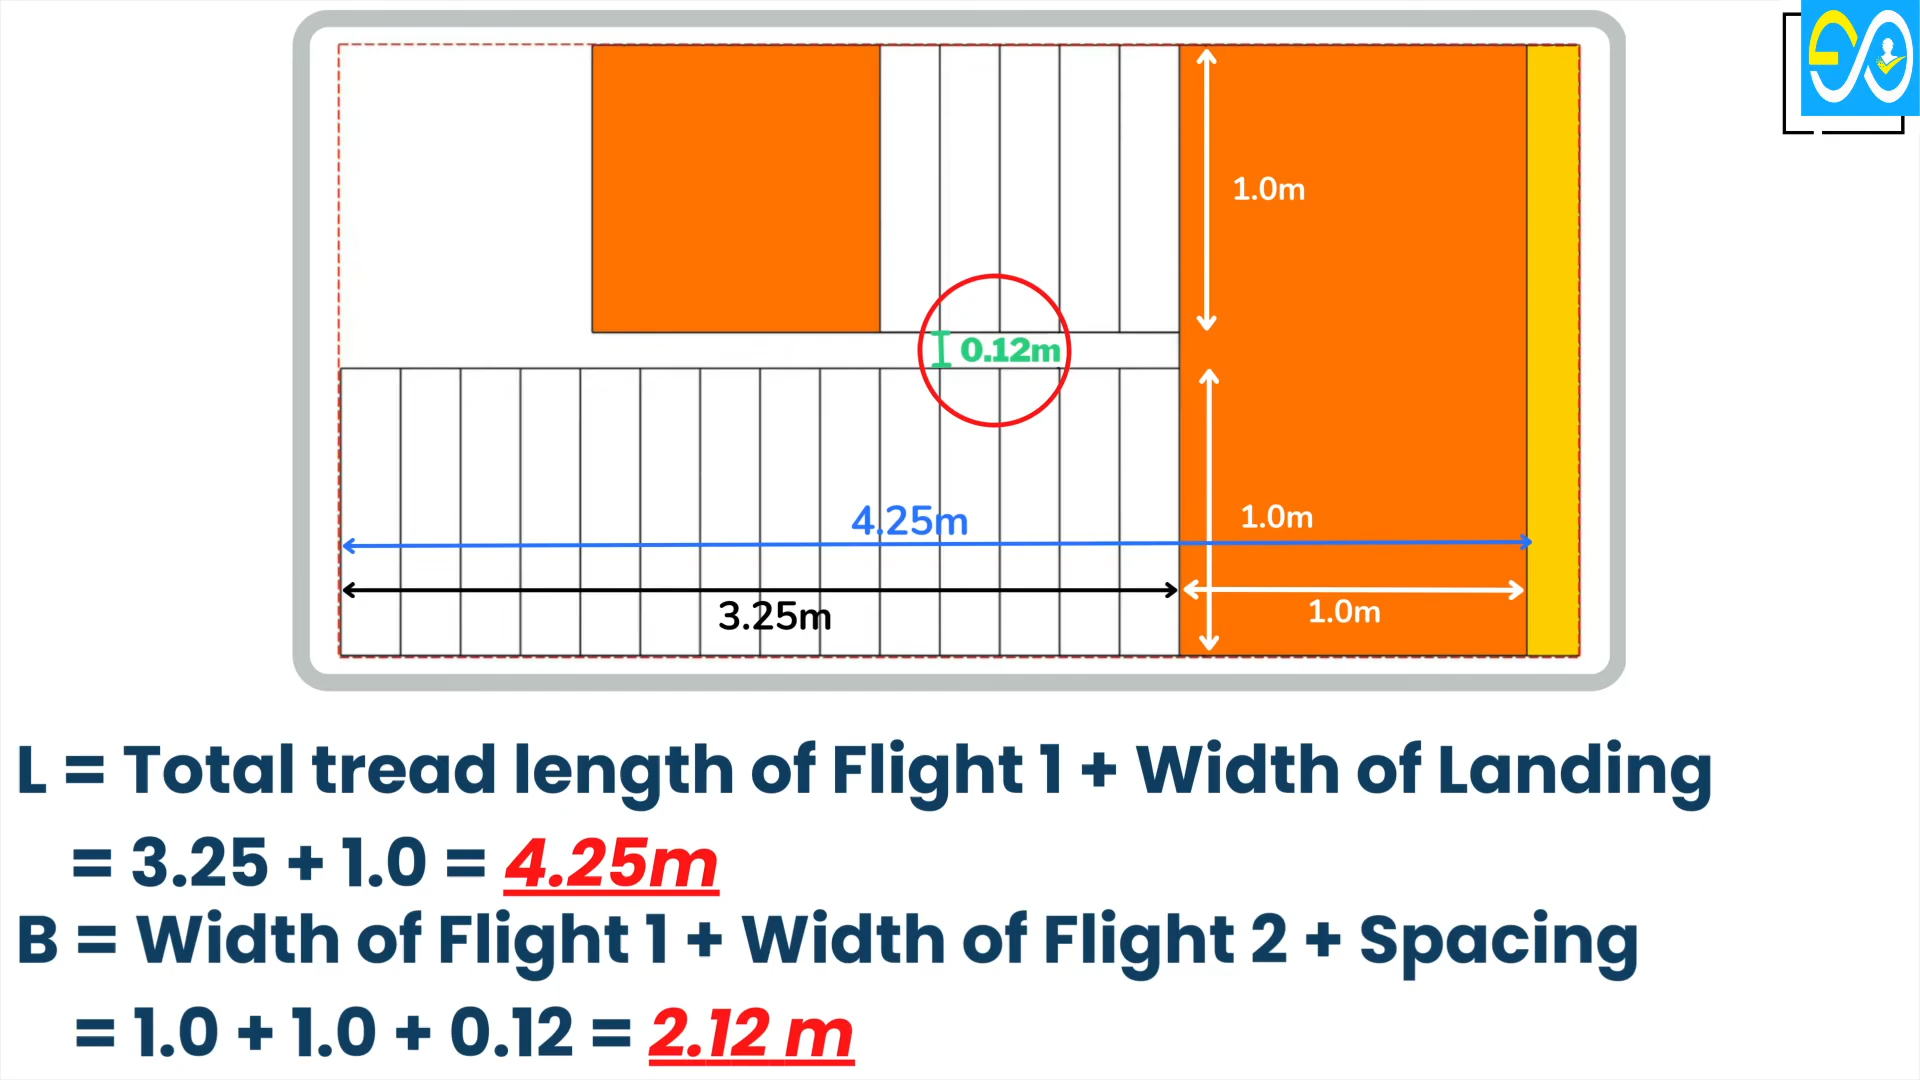 1.0m
0.12m
4.25m
1.0m
3.25m
1.0m
L = Total tread length of Flight 1 + Width of Landing
= 3.25 + 1.0 = 4.25m
B = Width of Flight 1 + Width of Flight 2 + Spacing
= 1.0 + 1.0 + 0.12 = 2.12 m